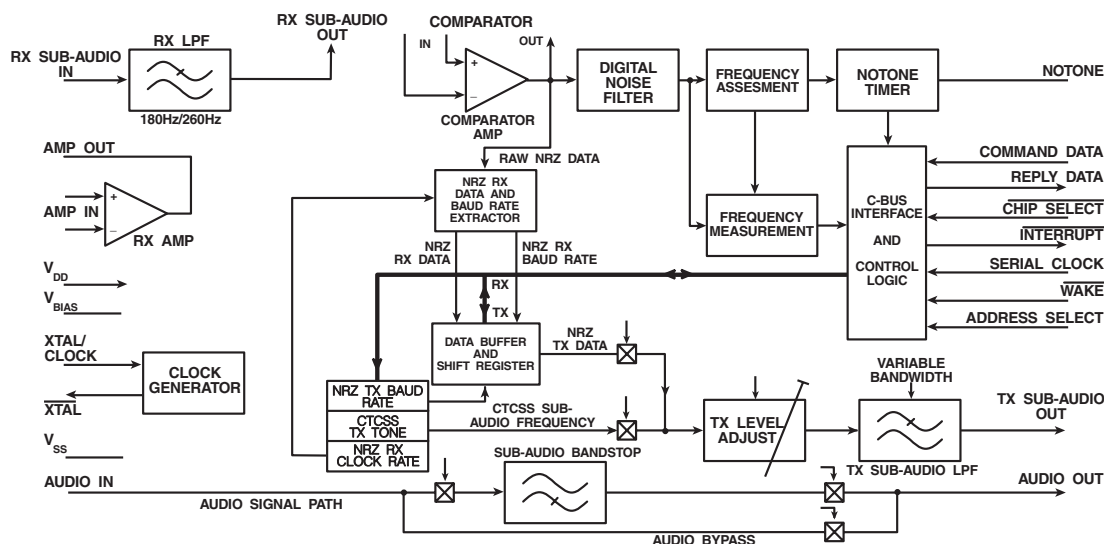 RX SUB-AUDIO
IN
RX LPF
180Hz/260Hz
RX SUB-AUDIO
OUT
COMPARATOR
IN
OUT
+
–
COMPARATOR
AMP
DIGITAL
NOISE
FILTER
FREQUENCY
ASSESMENT
NOTONE
TIMER
NOTONE
AMP OUT
+
AMP IN
–
RX AMP
RAW NRZ DATA
NRZ RX
DATA AND
BAUD RATE
EXTRACTOR
FREQUENCY
MEASUREMENT
C-BUS
INTERFACE
AND
CONTROL
LOGIC
COMMAND DATA
REPLY DATA
CHIP SELECT
INTERRUPT
SERIAL CLOCK
WAKE
ADDRESS SELECT
NRZ
RX DATA
NRZ RX
BAUD RATE
RX
TX
VDD
VBIAS
XTAL/
CLOCK
XTAL
CLOCK
GENERATOR
VSS
DATA BUFFER
AND
SHIFT REGISTER
NRZ
TX DATA
NRZ TX BAUD
RATE
CTCSS
TX TONE
NRZ RX
CLOCK RATE
CTCSS SUB-
AUDIO FREQUENCY
TX LEVEL
ADJUST
VARIABLE
BANDWIDTH
TX SUB-AUDIO LPF
TX SUB-AUDIO
OUT
AUDIO IN
AUDIO SIGNAL PATH
SUB-AUDIO BANDSTOP
AUDIO BYPASS
AUDIO OUT